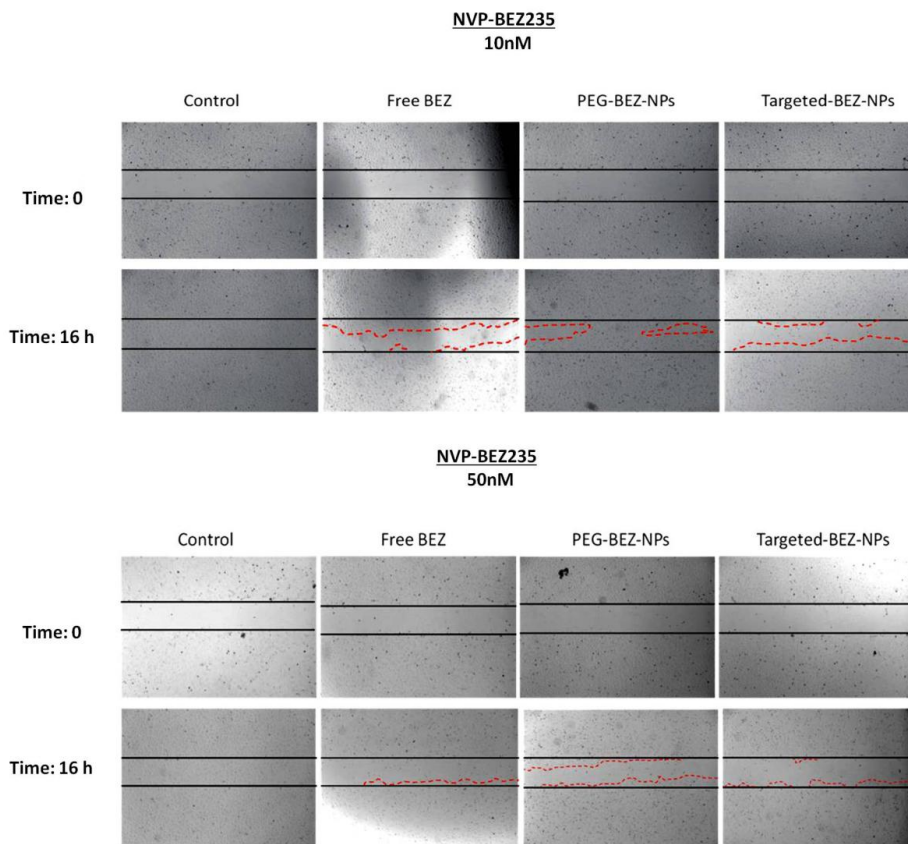 NVP-BEZ235
10nM
Control Free BEZ PEG-BEZ-NPs Targeted-BEZ-NPs
Time: 0
Time: 16 h
NVP-BEZ235
50nM
Control Free BEZ PEG-BEZ-NPs Targeted-BEZ-NPs
Time: 0
Time: 16 h